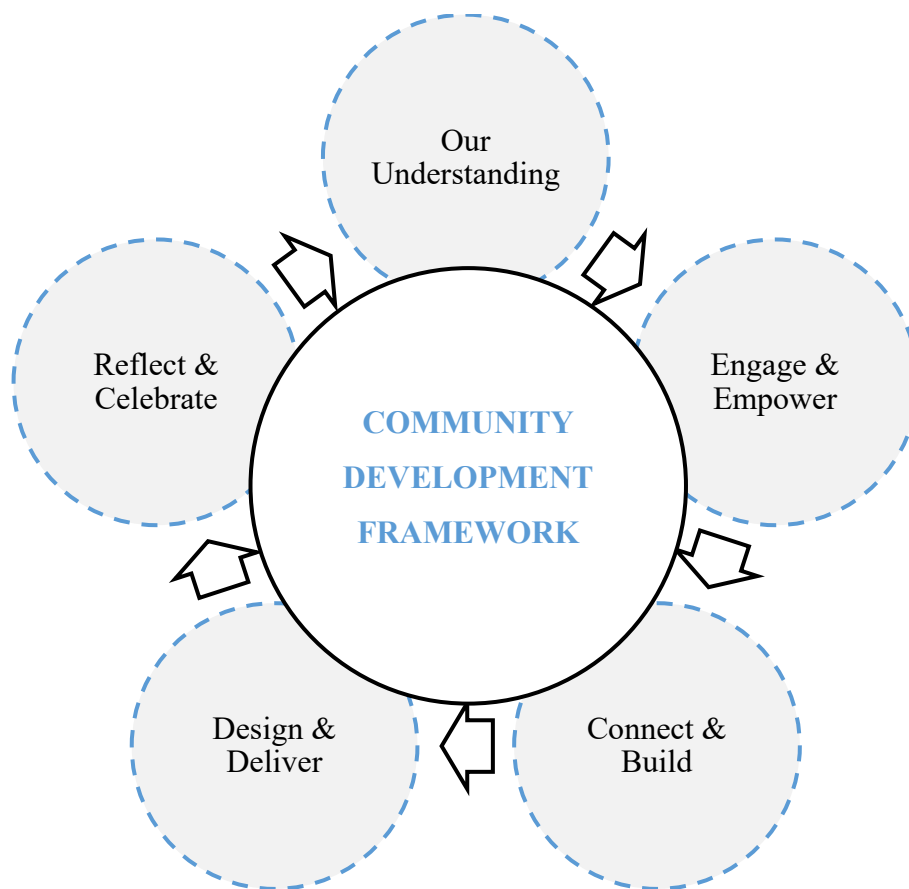 Our
Understanding
Engage &
Empower
Connect &
Build
Design &
Deliver
Reflect &
Celebrate
COMMUNITY
DEVELOPMENT
FRAMEWORK